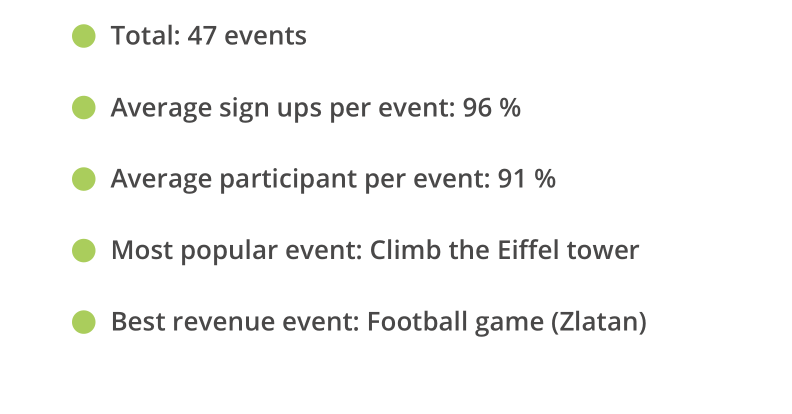 Total: 47 events
Average sign ups per event: 96 %
Average participant per event: 91 %
Most popular event: Climb the Eiffel tower
Best revenue event: Football game (Zlatan)